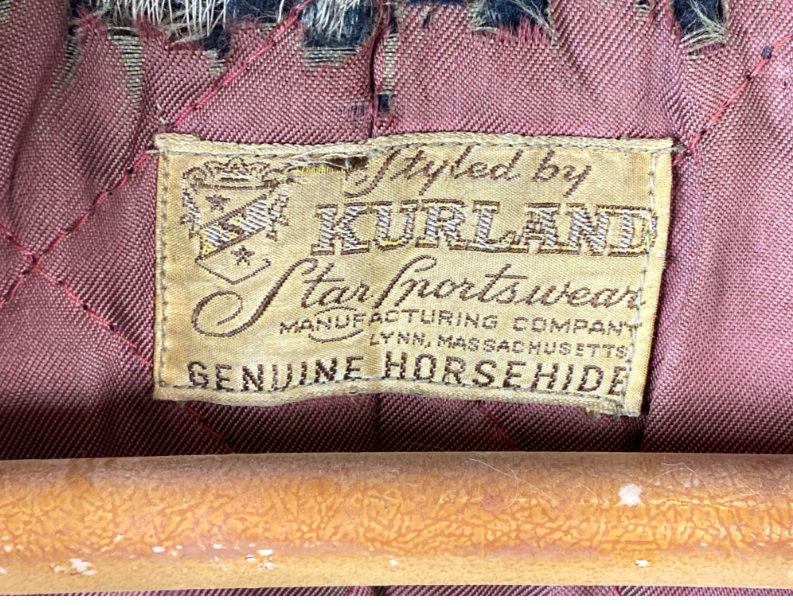 Styled by
KURLAND
Star Sportswear
MANUFACTURING COMPANY
LYNN, MASSACHUSETTS
GENUINE HORSEHIDE